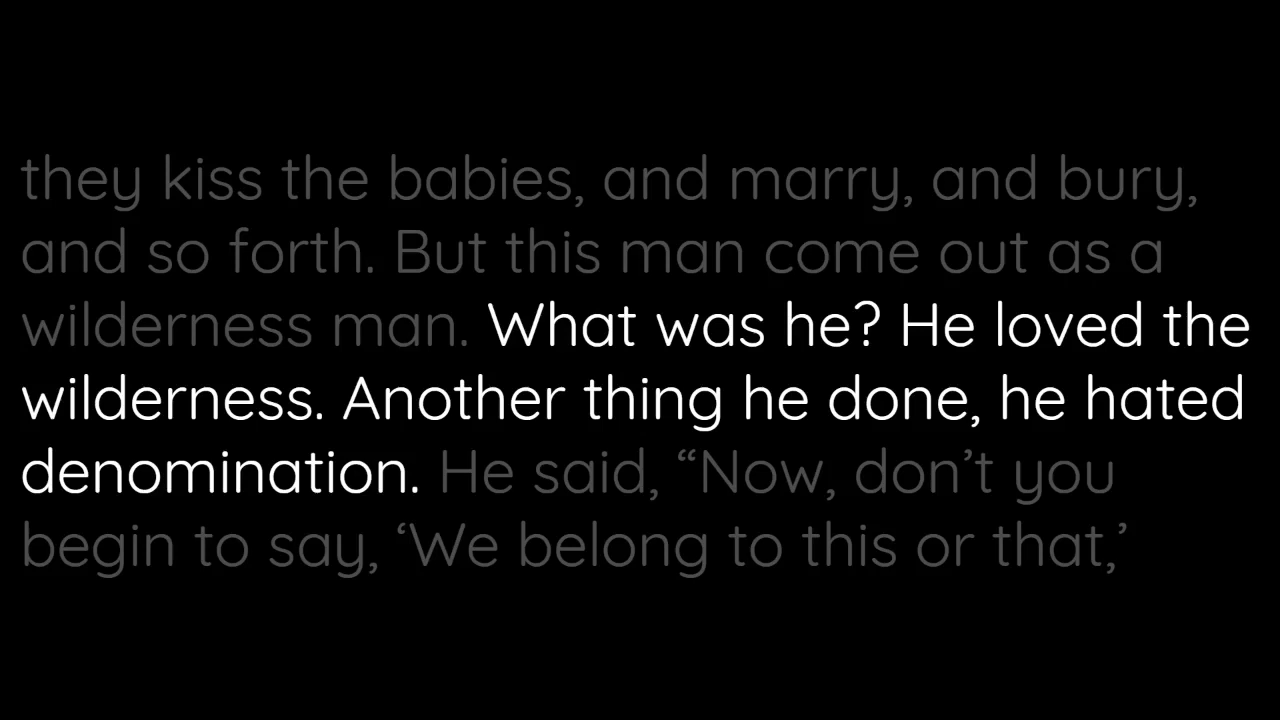 they kiss the babies, and marry, and bury,
and so forth. But this man come out as a
wilderness man. What was he? He loved the
wilderness. Another thing he done, he hated
denomination. He said, “Now, don’t you
begin to say, ‘We belong to this or that,’